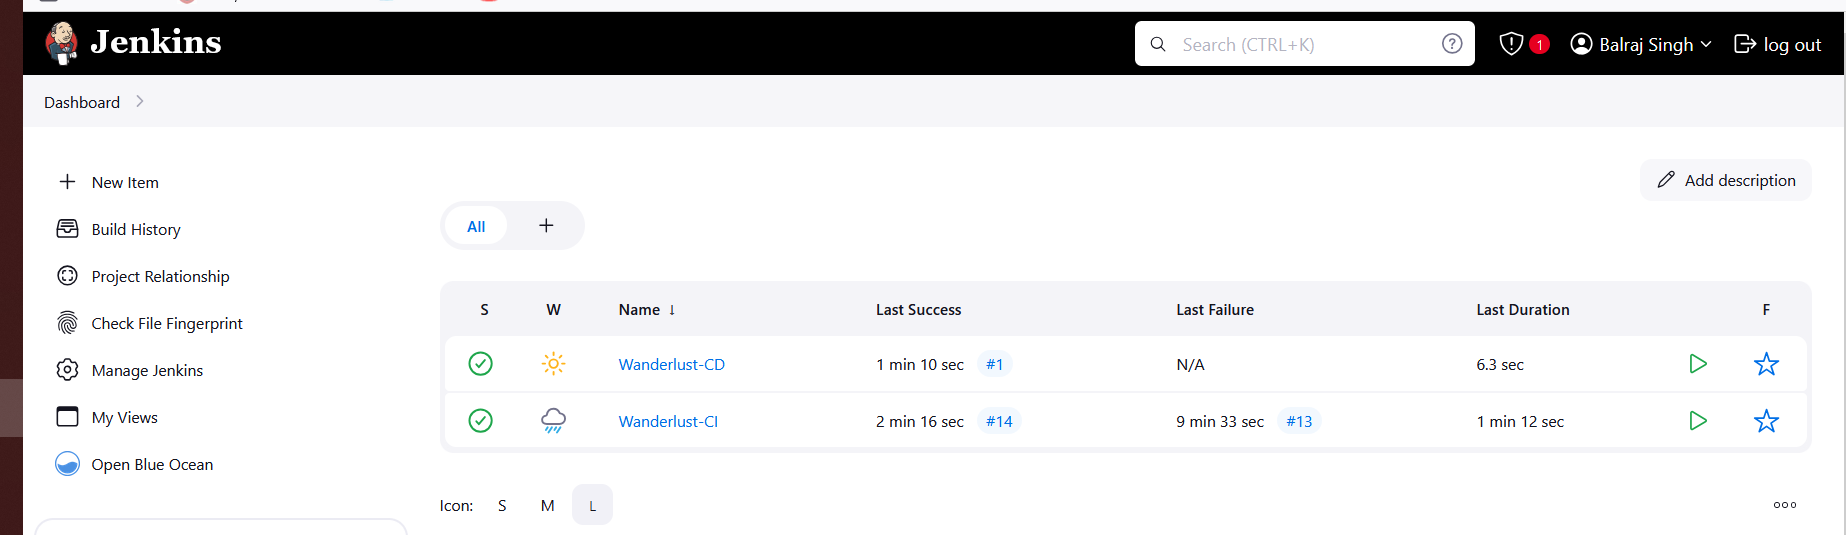 Jenkins
Search (CTRL+K)
1
Balraj Singh
log out
Dashboard
New Item
Build History
Project Relationship
Check File Fingerprint
Manage Jenkins
My Views
Open Blue Ocean
Add description
All +
S W Name ↓ Last Success Last Failure Last Duration F
Wanderlust-CD 1 min 10 sec #1 N/A 6.3 sec
Wanderlust-CI 2 min 16 sec #14 9 min 33 sec #13 1 min 12 sec
Icon: S M L